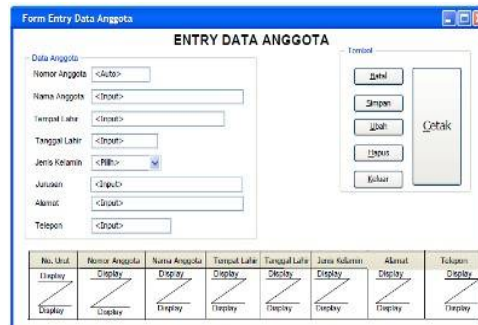 Form Entry Data Anggota
ENTRY DATA ANGGOTA
Data Anggota
Nomor Anggota <Auto>
Nama Anggota <Input>
Tempat Lahir <Input>
Tanggal Lahir <Input>
Jenis Kelamin <Pilih>
Jurusan <Input>
Alamat <Input>
Telepon <Input>
Tombol
Batal
Simpan
Ubah
Hapus
Keluar
Cetak
No. Urut Nomor Anggota Nama Anggota Tempat Lahir Tanggal Lahir Jenis Kelamin Alamat Telepon
Display Display Display Display Display Display Display Display
Display Display Display Display Display Display Display Display